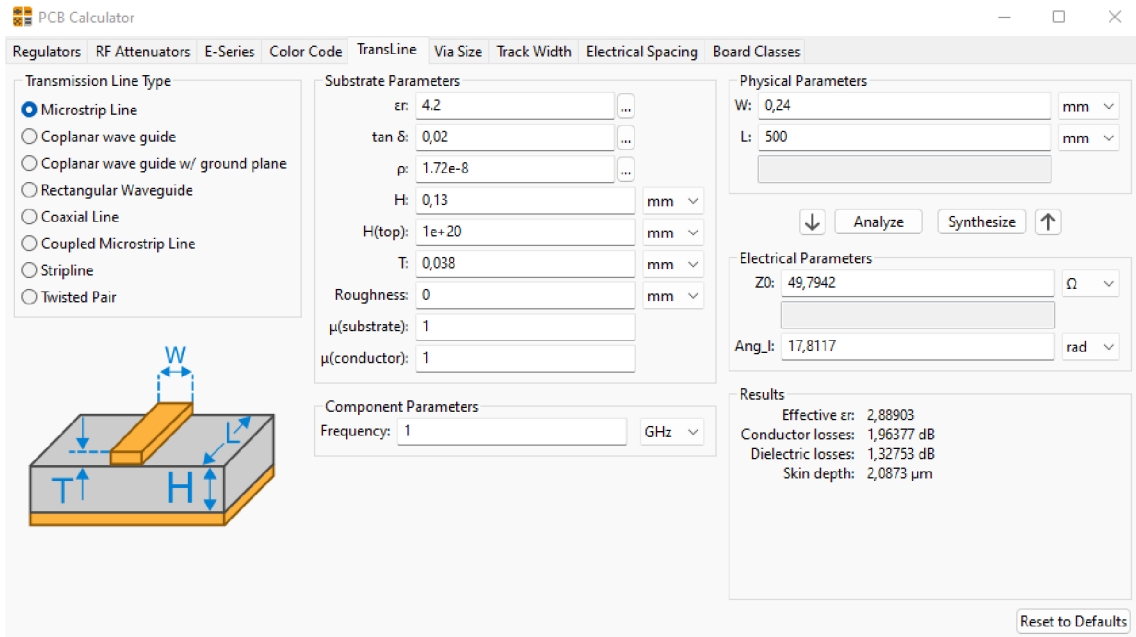 PCB Calculator
Regulators RF Attenuators E-Series Color Code TransLine Via Size Track Width Electrical Spacing Board Classes
Transmission Line Type
Microstrip Line
Coplanar wave guide
Coplanar wave guide w/ ground plane
Rectangular Waveguide
Coaxial Line
Coupled Microstrip Line
Stripline
Twisted Pair
W
L
T
H
Substrate Parameters
εr: 4.2 ...
tan δ: 0,02 ...
ρ: 1.72e-8 ...
H: 0,13 mm
H(top): 1e+20 mm
T: 0,038 mm
Roughness: 0 mm
μ(substrate): 1
μ(conductor): 1
Component Parameters
Frequency: 1 GHz
Physical Parameters
W: 0,24 mm
L: 500 mm
Analyze Synthesize
Electrical Parameters
Z0: 49,7942 Ω
Ang_l: 17,8117 rad
Results
Effective εr: 2,88903
Conductor losses: 1,96377 dB
Dielectric losses: 1,32753 dB
Skin depth: 2,0873 μm
Reset to Defaults